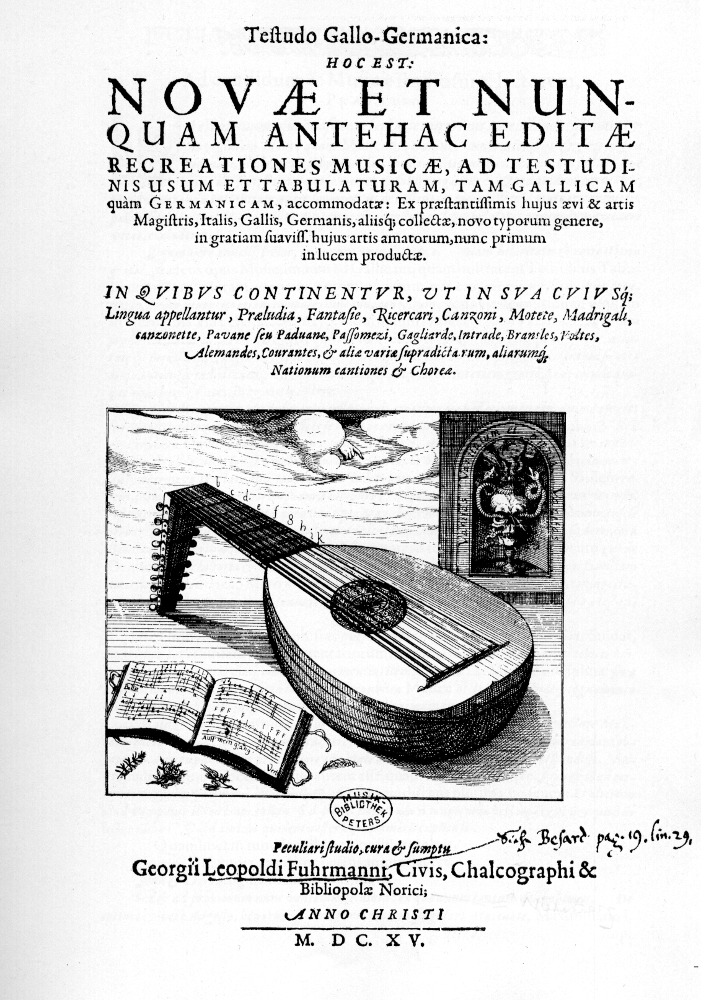 Teſtudo Gallo-Germanica:
HOC EST:
NOVÆ ET NUN-
QUAM ANTEHAC EDITÆ
RECREATIONES MUSICÆ, AD TESTUDI-
NIS USUM ET TABULATURAM, TAM GALLICAM
quàm GERMANICAM, accommodatæ: Ex præſtantiſſimis hujus ævi & artis
Magiſtris, Italis, Gallis, Germanis, aliisq́; collectæ, novo typorum genere,
in gratiam ſuaviſſ. hujus artis amatorum, nunc primum
in lucem productæ.
IN QVIBVS CONTINENTVR, VT IN SVA CVIVSq́;
Lingua appellantur, Præludia, Fantaſie, Ricercari, Canzoni, Motete, Madrigali,
canzonette, Pavane ſeu Paduane, Paſſomezi, Gagliarde, Intrade, Bransles, Voltes,
Alemandes, Courantes, & aliæ variæ ſupradictarum, aliarumq́;
Nationum cantiones & Choreæ.
Vanitas Vanitatum et omnia Vanitas
b
c d
e f g h i k
Ballet
Auff mein gſang
Vert
MUSIK-
BIBLIOTHEK
PETERS
Peculiari ſtudio, cura & ſumptu
Besard pag. 19. lin. 29.
Georgii Leopoldi Fuhrmanni, Civis, Chalcographi &
Bibliopolæ Norici;
ANNO CHRISTI
M. D C. X V.